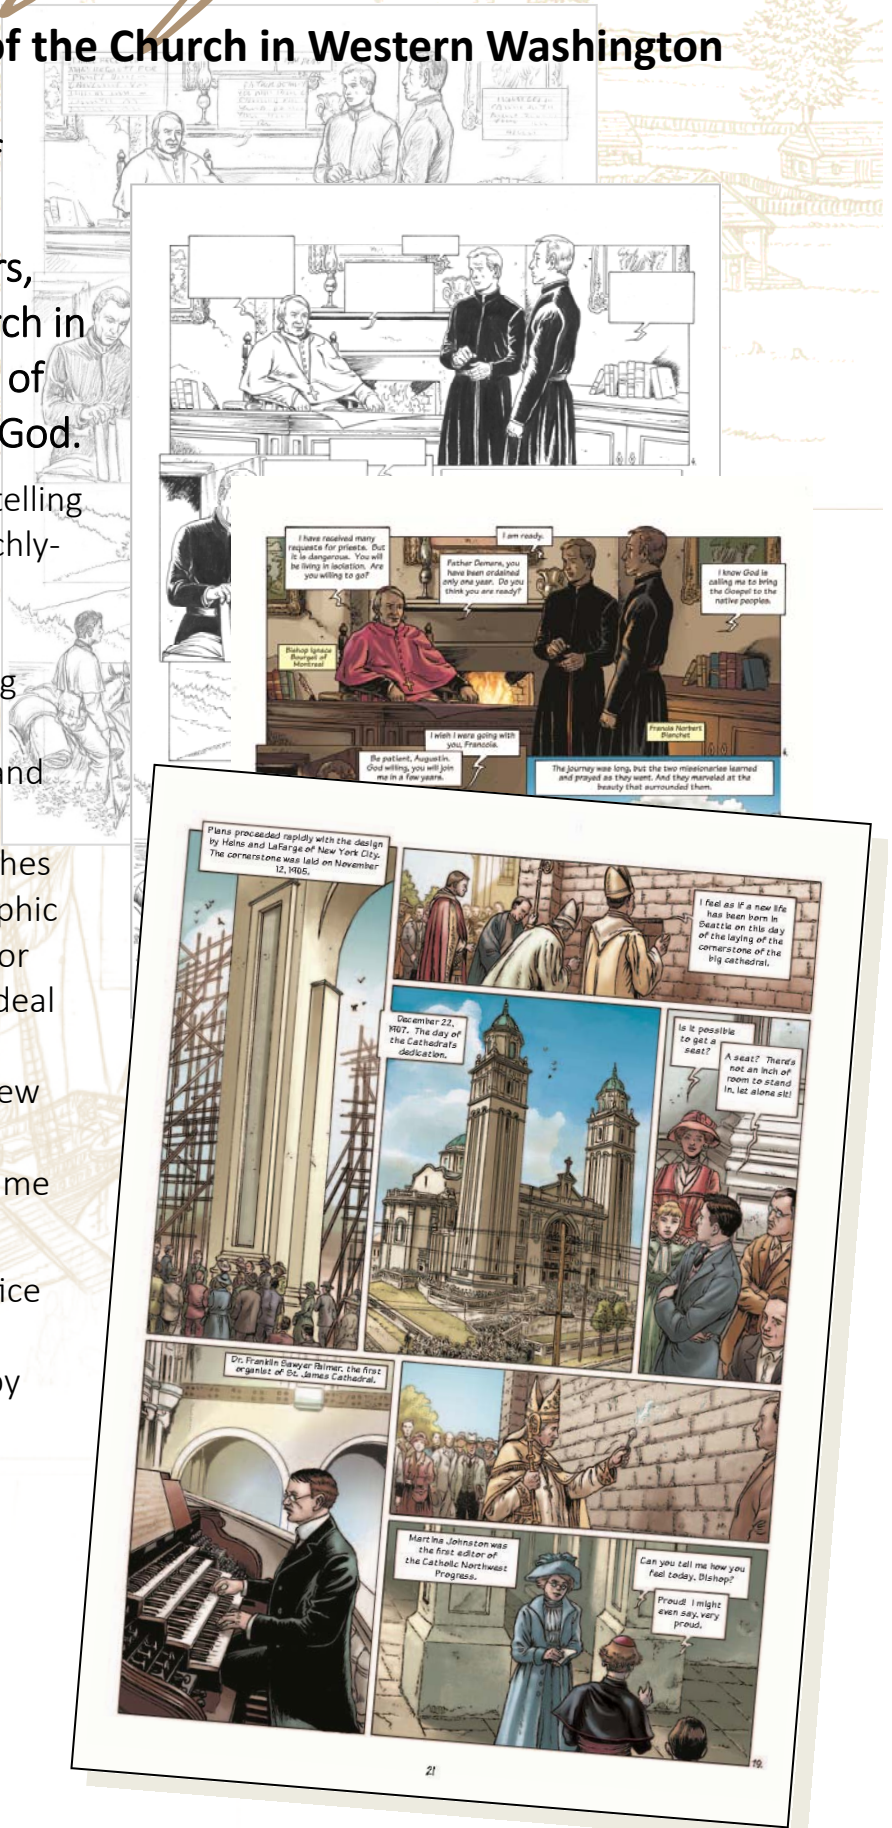 of the Church in Western Washington
f
rs,
rch in
of
God.
telling
chly-
g
and
hes
phic
or
deal
ew
me
ice
by
I have received many
requests for priests. But
it is dangerous. You will
be living in isolation. Are
you willing to go?
I am ready.
Father Demers, you
have been ordained
only one year. Do you
think you are ready?
I know God is
calling me to bring
the Gospel to the
native peoples.
Bishop Ignace
Bourget of
Montreal
Francis Norbert
Blanchet
I wish I were going with
you, Francois.
Be patient, Augustin.
God willing, you will join
me in a few years.
The journey was long, but the two missionaries learned
and prayed as they went. And they marveled at the
beauty that surrounded them.
Plans proceeded rapidly with the design
by Heins and LaFarge of New York City.
The cornerstone was laid on November
12, 1905.
I feel as if a new life
has been born in
Seattle on this day
of the laying of the
cornerstone of the
big cathedral.
December 22,
1907. The day of
the Cathedral's
dedication.
Is it possible
to get a
seat?
A seat? There's
not an inch of
room to stand
in, let alone sit!
Dr. Franklin Sawyer Palmer, the first
organist of St. James Cathedral.
Martina Johnston was
the first editor of
the Catholic Northwest
Progress.
Can you tell me how you
feel today, Bishop?
Proud! I might
even say, very
proud.
21
19.